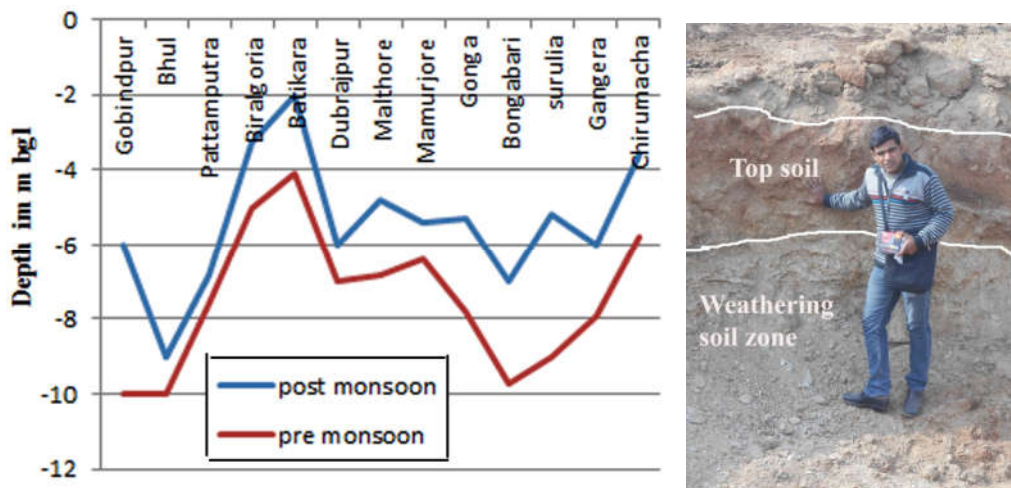 Depth im m bgl
0
-2
-4
-6
-8
-10
-12
Gobindpur
Bhul
Pattamputra
Biralgoria
Batikara
Dubrajpur
Malthore
Mamurjore
Gonga
Bongabari
surulia
Gangera
Chirumacha
post monsoon
pre monsoon
Top soil
Weathering
soil zone